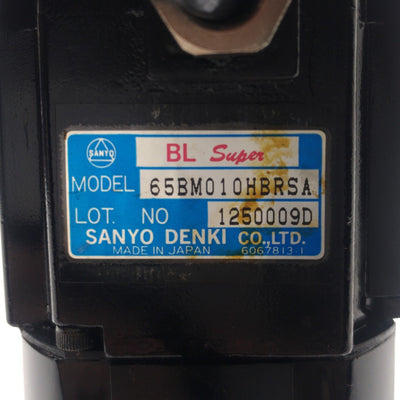 SANYO
BL Super
MODEL 65BM010HBRSA
LOT. NO 1250009D
SANYO DENKI CO.,LTD.
MADE IN JAPAN 6067813-1